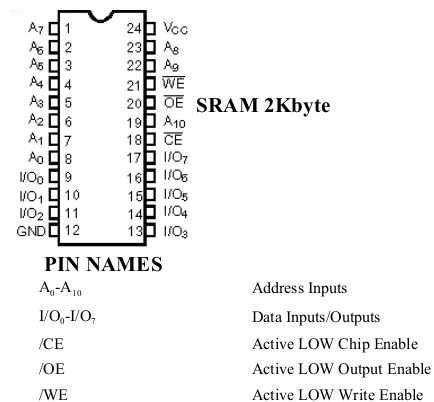 A7 1 24 VCC
A6 2 23 A8
A5 3 22 A9
A4 4 21 W̅E̅
A3 5 20 O̅E̅ SRAM 2Kbyte
A2 6 19 A10
A1 7 18 C̅E̅
A0 8 17 I/O7
I/O0 9 16 I/O6
I/O1 10 15 I/O5
I/O2 11 14 I/O4
GND 12 13 I/O3
PIN NAMES
A0-A10 Address Inputs
I/O0-I/O7 Data Inputs/Outputs
/CE Active LOW Chip Enable
/OE Active LOW Output Enable
/WE Active LOW Write Enable